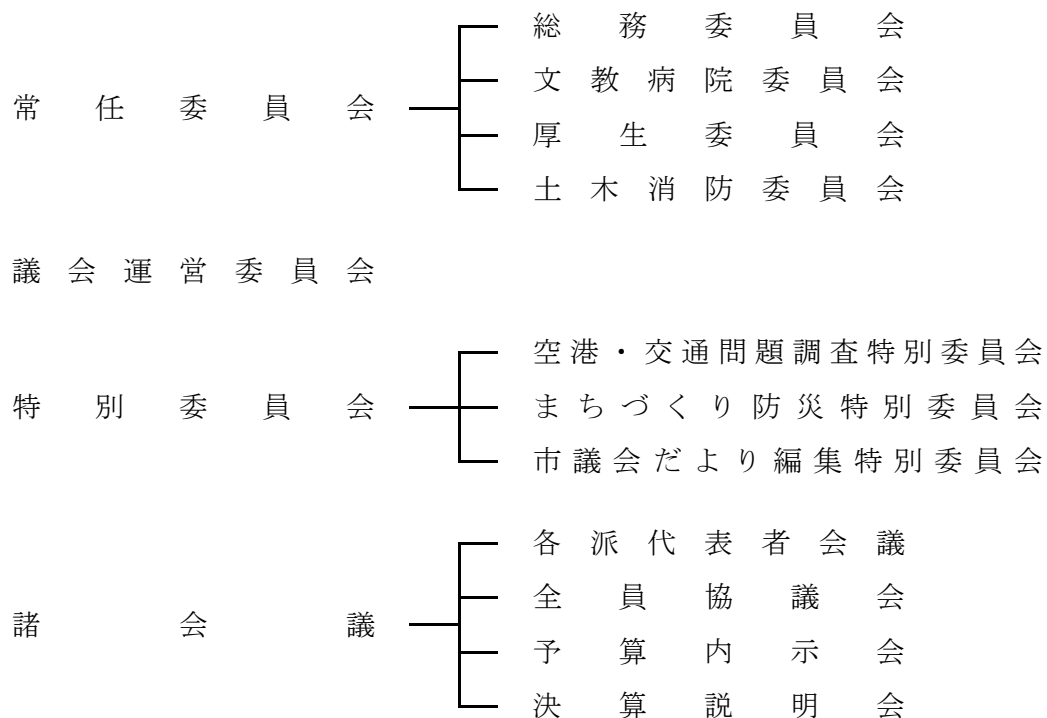 常任委員会
総務委員会
文教病院委員会
厚生委員会
土木消防委員会
議会運営委員会
特別委員会
空港・交通問題調査特別委員会
まちづくり防災特別委員会
市議会だより編集特別委員会
諸会議
各派代表者会議
全員協議会
予算内示会
決算説明会